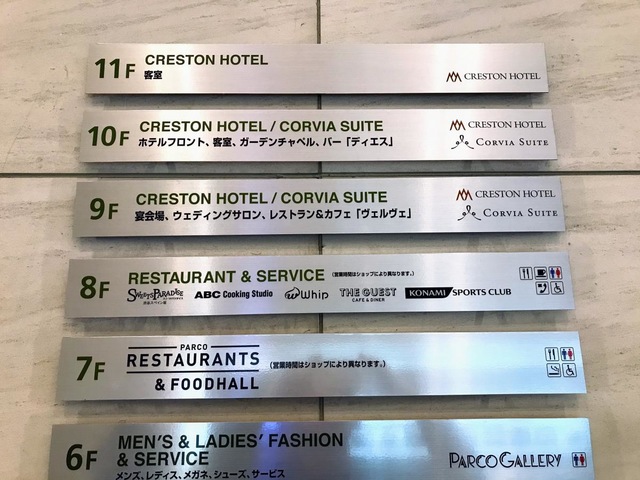 11F CRESTON HOTEL
客室
CRESTON HOTEL
10F CRESTON HOTEL / CORVIA SUITE
ホテルフロント、客室、ガーデンチャペル、バー「ディエス」
CRESTON HOTEL
CORVIA SUITE
9F CRESTON HOTEL / CORVIA SUITE
宴会場、ウェディングサロン、レストラン&カフェ「ヴェルヴェ」
CRESTON HOTEL
CORVIA SUITE
8F RESTAURANT & SERVICE (営業時間はショップにより異なります。)
SWEETS PARADISE ABC Cooking Studio Whip THE GUEST KONAMI SPORTS CLUB
CAFE & DINER
7F PARCO
RESTAURANTS (営業時間はショップにより異なります。)
& FOODHALL
6F MEN'S & LADIES' FASHION
& SERVICE
メンズ、レディス、メガネ、シューズ、サービス
PARCO GALLERY